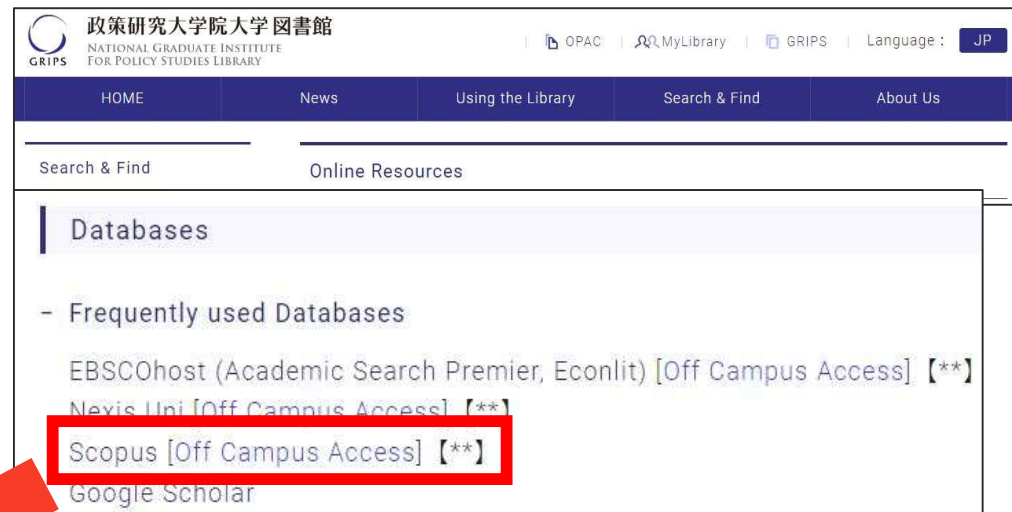 政策研究大学院大学 図書館
NATIONAL GRADUATE INSTITUTE
FOR POLICY STUDIES LIBRARY
GRIPS
OPAC MyLibrary GRIPS Language : JP
HOME News Using the Library Search & Find About Us
Search & Find
Online Resources
Databases
- Frequently used Databases
EBSCOhost (Academic Search Premier, Econlit) [Off Campus Access]【**】
Nexis Uni [Off Campus Access]【**】
Scopus [Off Campus Access]【**】
Google Scholar